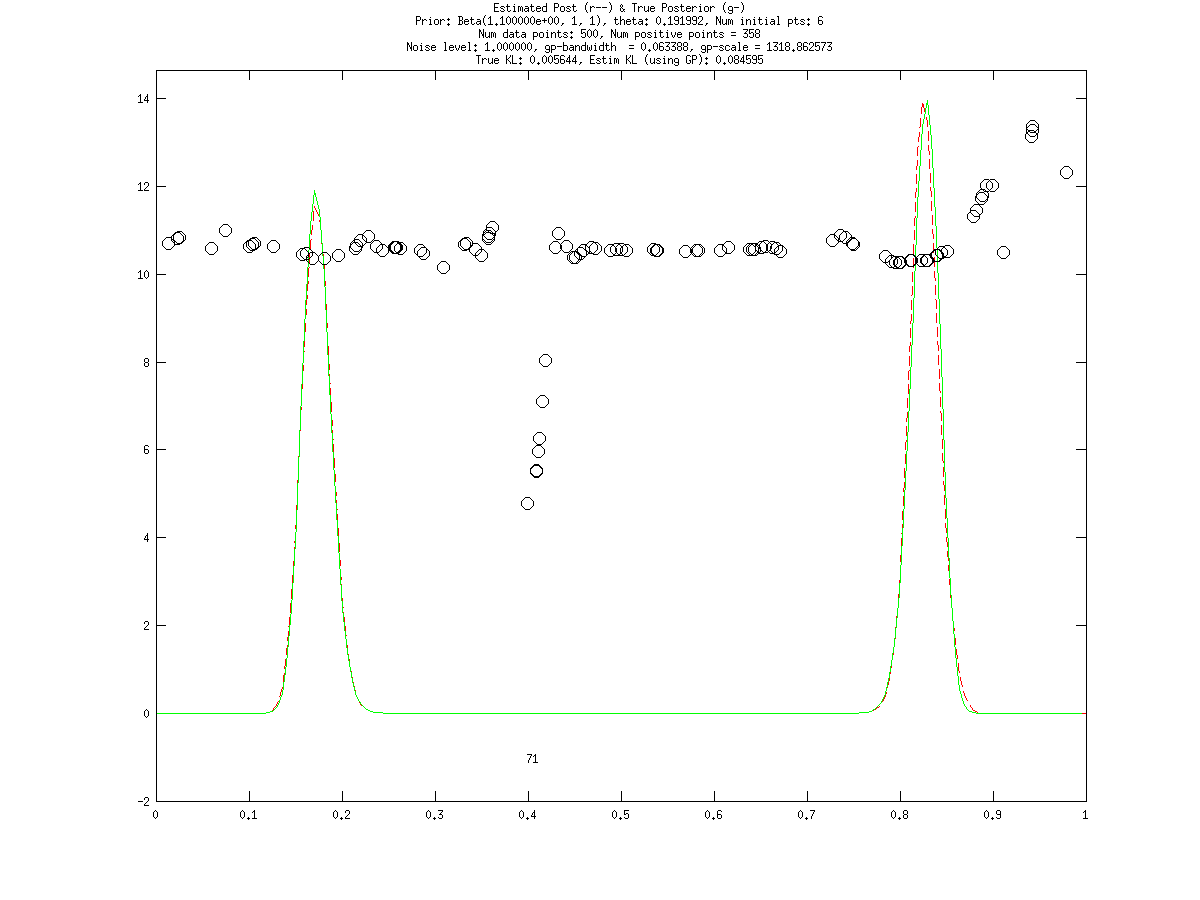 Estimated Post (r--) & True Posterior (g-)
Prior: Beta(1.100000e+00, 1, 1), theta: 0.191992, Num initial pts: 6
Num data points: 500, Num positive points = 358
Noise level: 1.000000, gp-bandwidth  = 0.063388, gp-scale = 1318.862573
True KL: 0.005644, Estim KL (using GP): 0.084595
14
12
10
8
6
4
2
0
71
-2
0 0.1 0.2 0.3 0.4 0.5 0.6 0.7 0.8 0.9 1